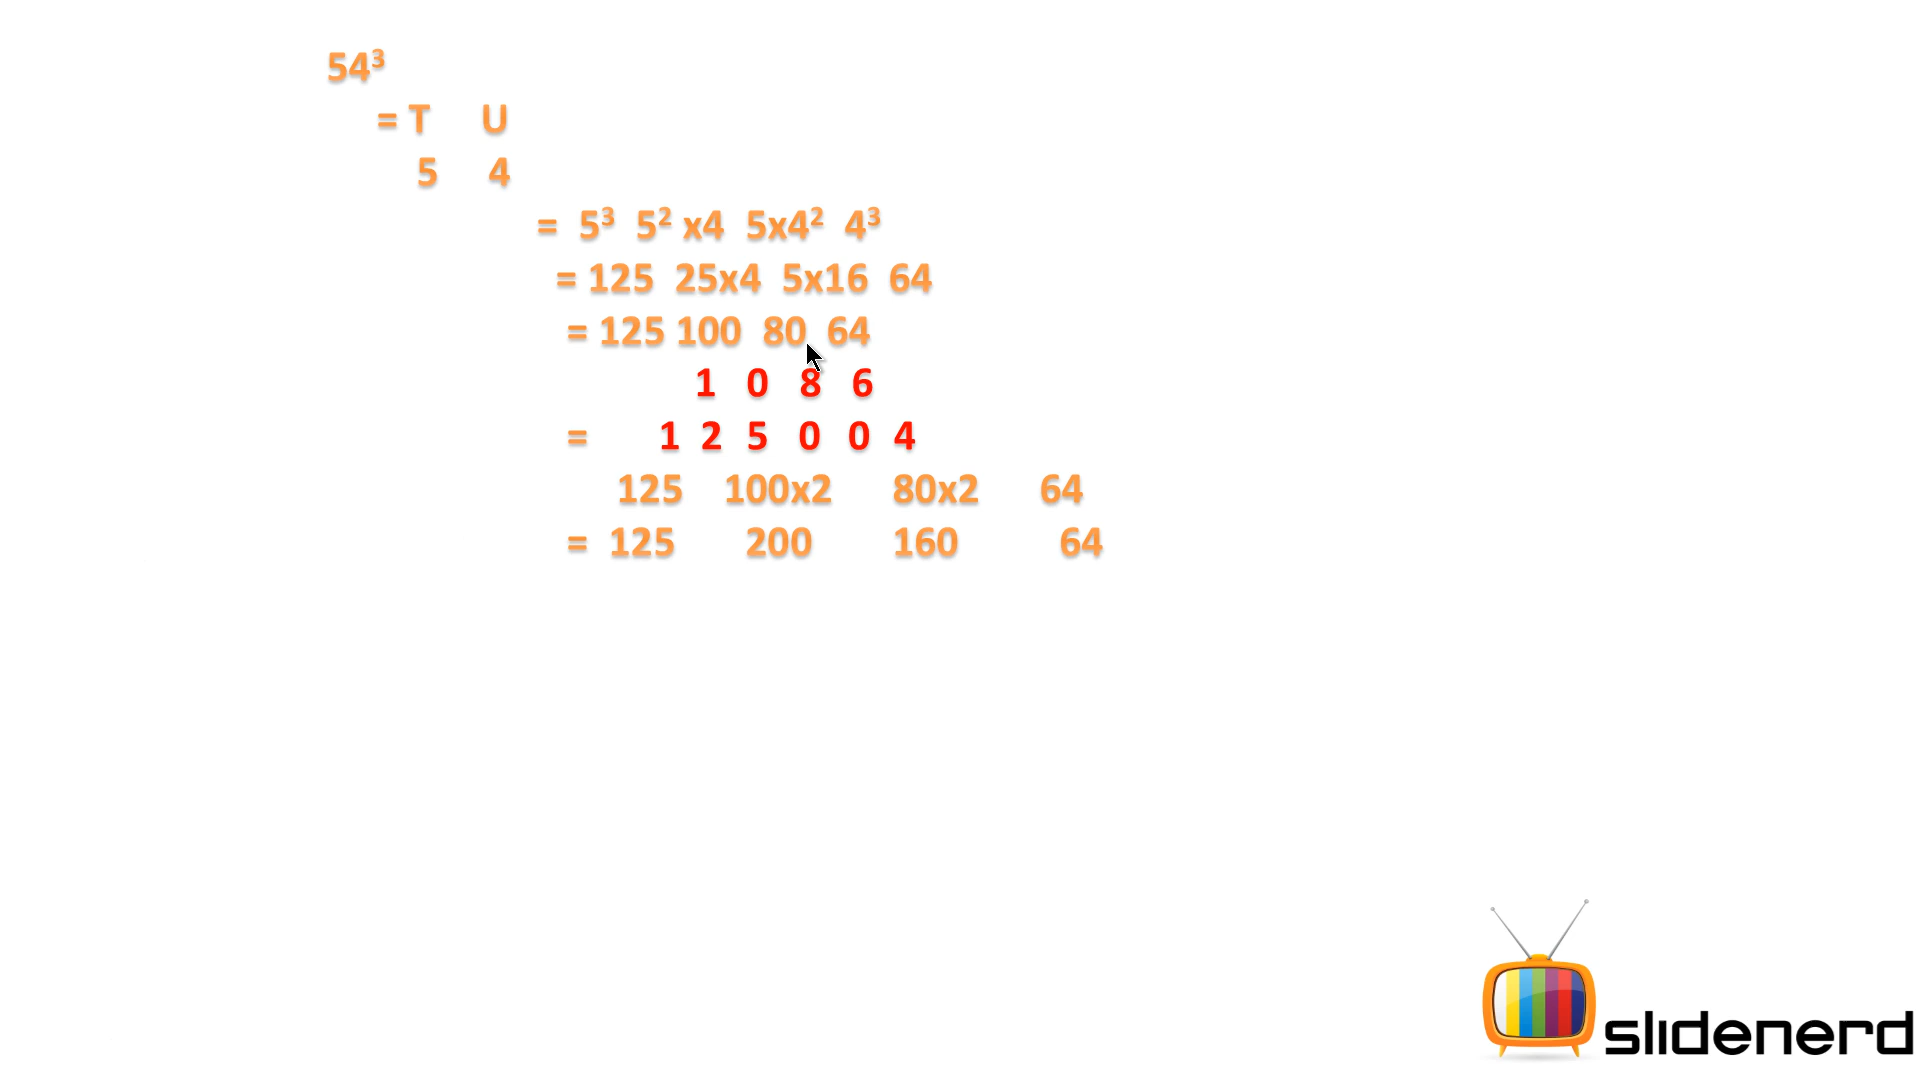 54³
= T U
5 4
= 5³ 5² x4 5x4² 4³
= 125 25x4 5x16 64
= 125 100 80 64
1 0 8 6
= 1 2 5 0 0 4
125 100x2 80x2 64
= 125 200 160 64
slidenerd